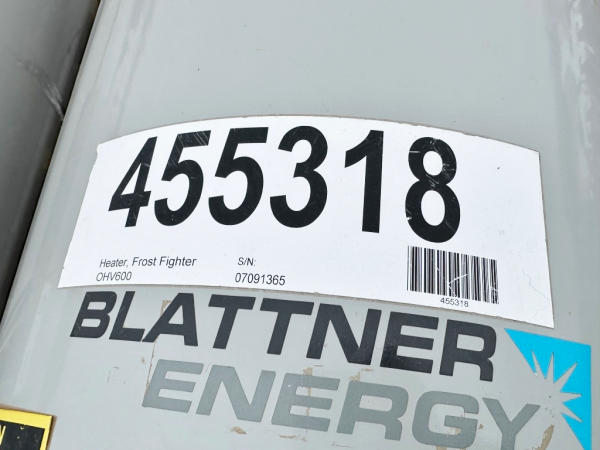 455318
Heater, Frost Fighter S/N:
OHV600 07091365
455318
BLATTNER
ENERGY